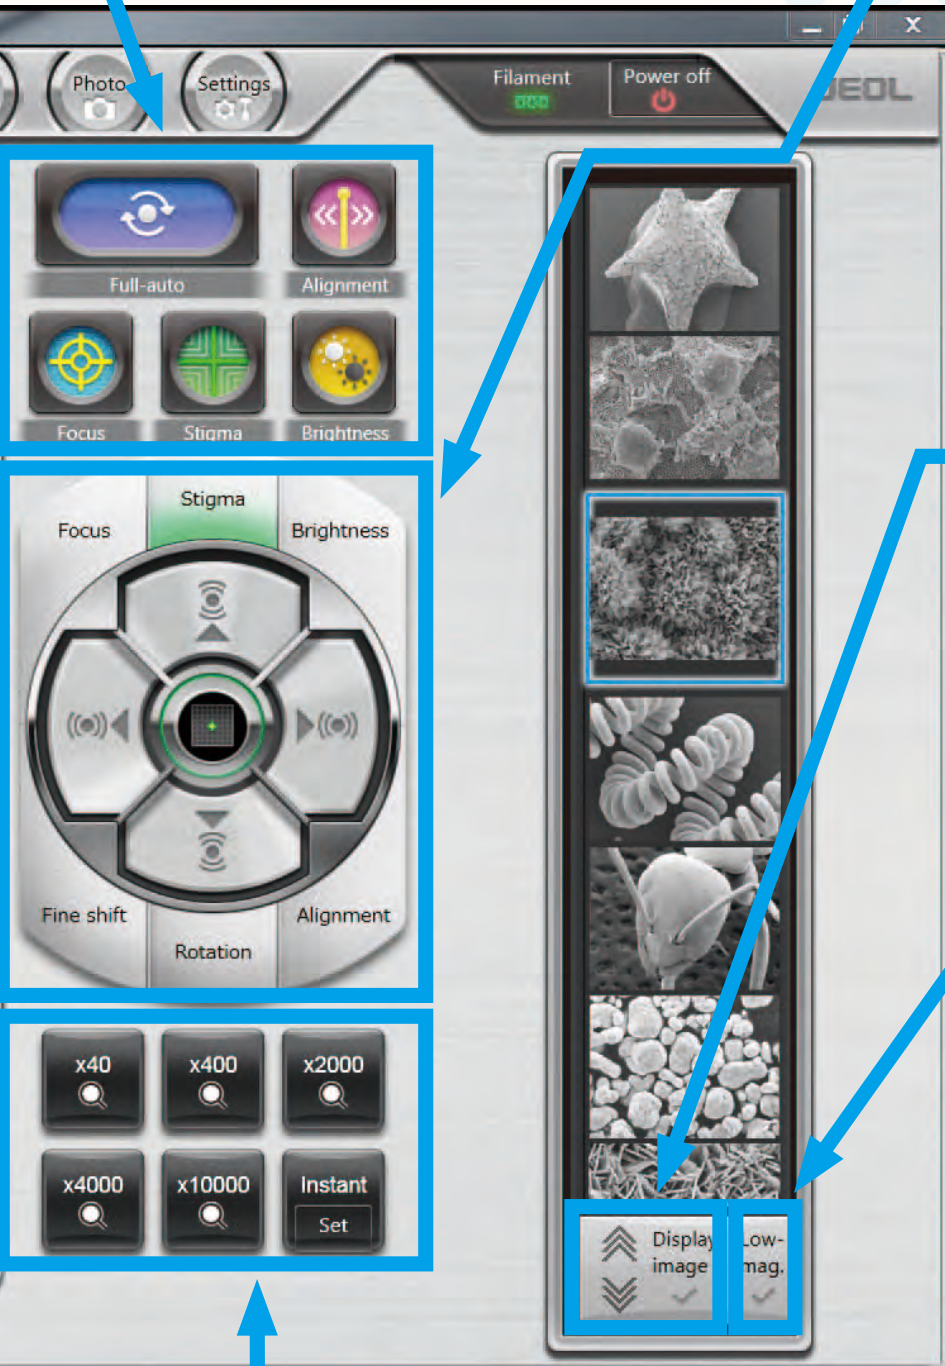 X
Photo
Settings
Filament
Power off
JEOL
Full-auto
Alignment
Focus
Stigma
Brightness
Stigma
Focus
Brightness
Fine shift
Alignment
Rotation
x40
x400
x2000
x4000
x10000
Instant
Set
Display
image
Low-
mag.